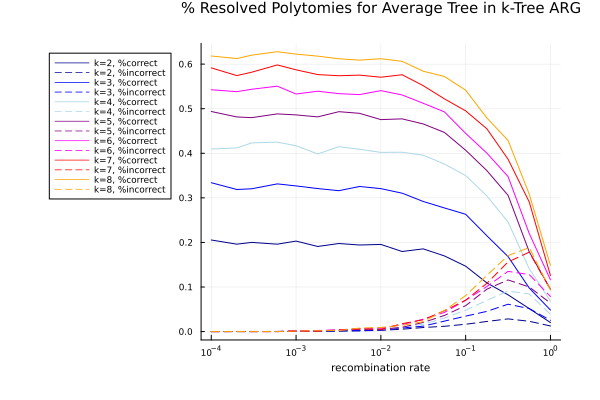 % Resolved Polytomies for Average Tree in k-Tree ARG
k=2, %correct
k=2, %incorrect
k=3, %correct
k=3, %incorrect
k=4, %correct
k=4, %incorrect
k=5, %correct
k=5, %incorrect
k=6, %correct
k=6, %incorrect
k=7, %correct
k=7, %incorrect
k=8, %correct
k=8, %incorrect
0.6
0.5
0.4
0.3
0.2
0.1
0.0
10⁻⁴ 10⁻³ 10⁻² 10⁻¹ 10⁰
recombination rate